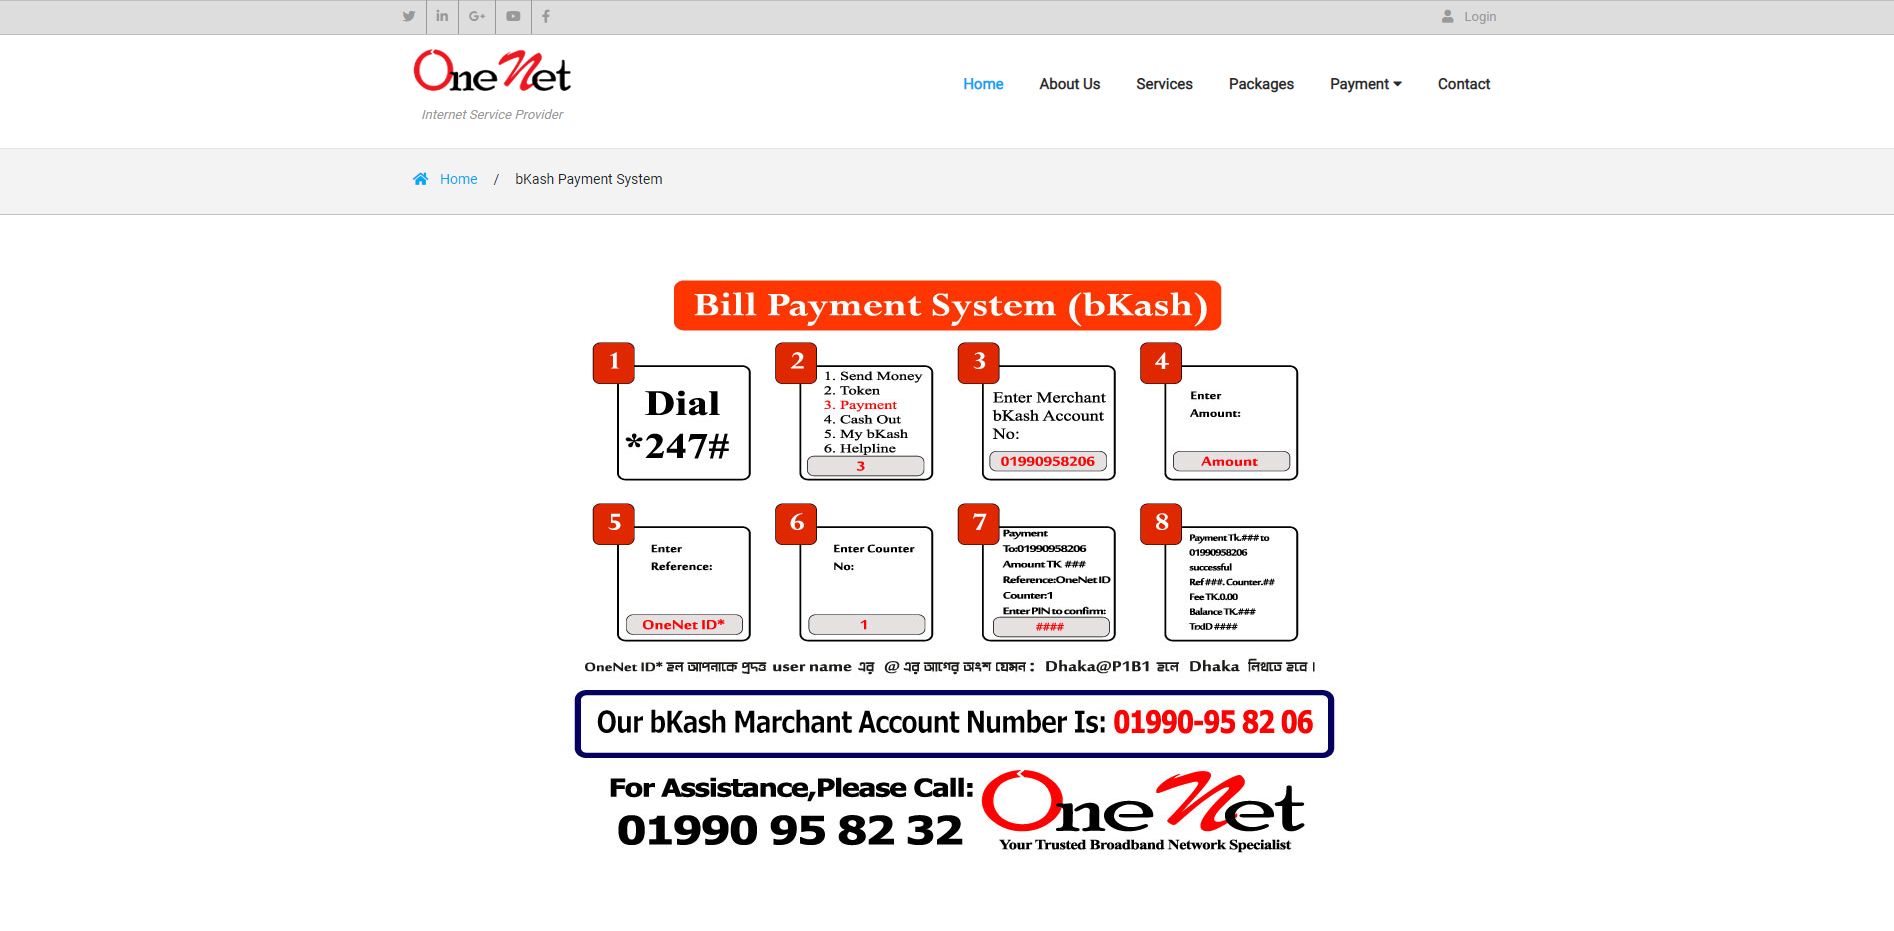 Login
OneNet
Internet Service Provider
Home
About Us
Services
Packages
Payment
Contact
Home / bKash Payment System
Bill Payment System (bKash)
1
Dial
*247#
2
1. Send Money
2. Token
3. Payment
4. Cash Out
5. My bKash
6. Helpline
3
3
Enter Merchant
bKash Account
No:
01990958206
4
Enter
Amount:
Amount
5
Enter
Reference:
OneNet ID*
6
Enter Counter
No:
1
7
Payment
To:01990958206
Amount TK ###
Reference:OneNet ID
Counter:1
Enter PIN to confirm:
####
8
Payment Tk.### to
01990958206
successful
Ref ###. Counter.##
Fee TK.0.00
Balance TK.###
TrxID ####
OneNet ID* হল আপনাকে প্রদত্ত user name এর @ এর আগের অংশ যেমন : Dhaka@P1B1 হলে Dhaka লিখতে হবে ।
Our bKash Marchant Account Number Is: 01990-95 82 06
For Assistance,Please Call:
01990 95 82 32
OneNet
Your Trusted Broadband Network Specialist